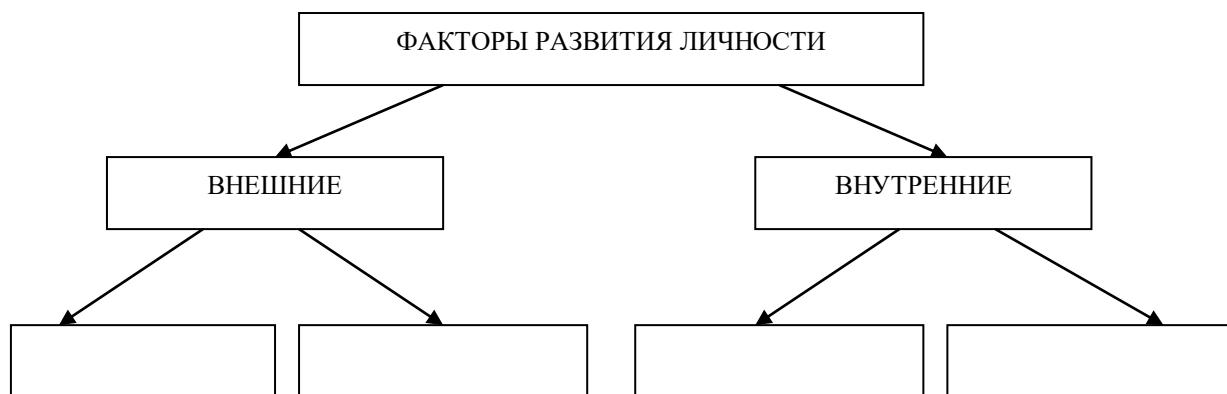 ФАКТОРЫ РАЗВИТИЯ ЛИЧНОСТИ
ВНЕШНИЕ
ВНУТРЕННИЕ